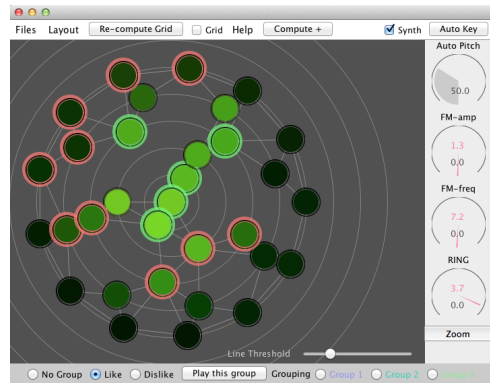 Files Layout Re-compute Grid Grid Help Compute + Synth Auto Key
Auto Pitch
50.0
FM-amp
1.3
0.0
FM-freq
7.2
0.0
RING
3.7
0.0
Zoom
Line Threshold
No Group Like Dislike Play this group Grouping Group 1 Group 2 Group 3